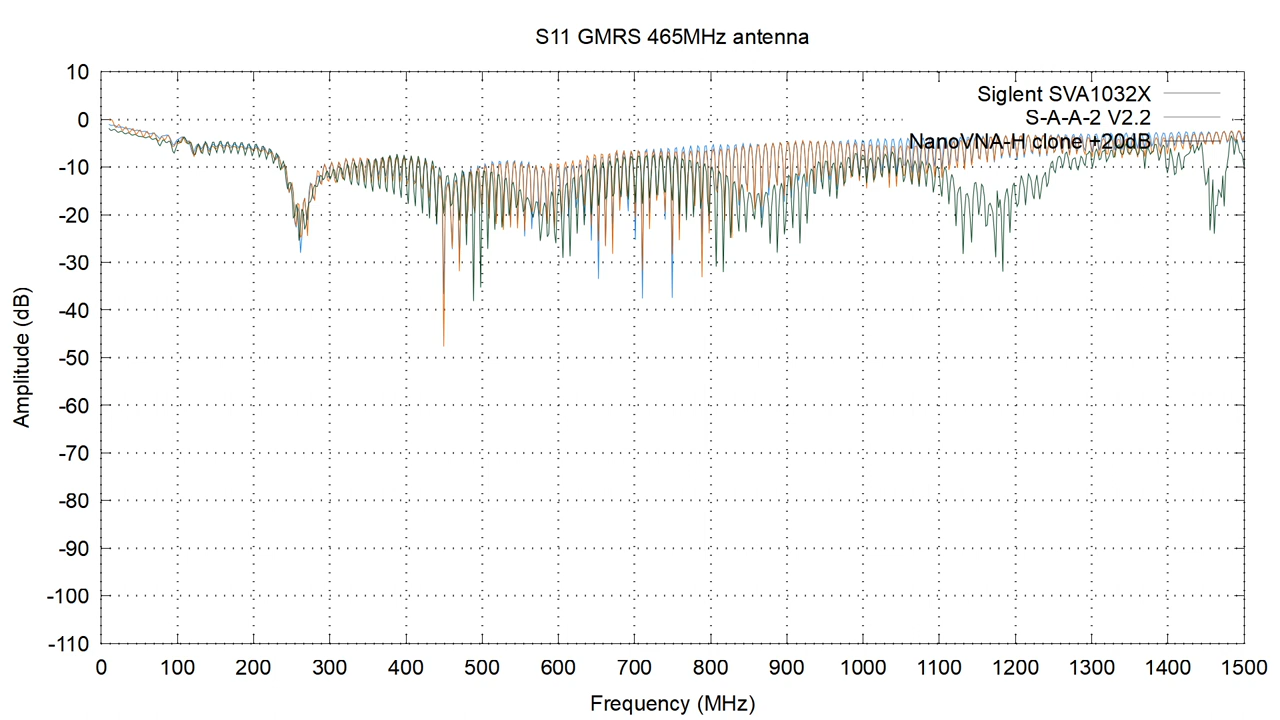 S11 GMRS 465MHz antenna
Siglent SVA1032X
S-A-A-2 V2.2
NanoVNA-H clone +20dB
10
0
-10
-20
-30
-40
-50
-60
-70
-80
-90
-100
-110
Amplitude (dB)
0 100 200 300 400 500 600 700 800 900 1000 1100 1200 1300 1400 1500
Frequency (MHz)